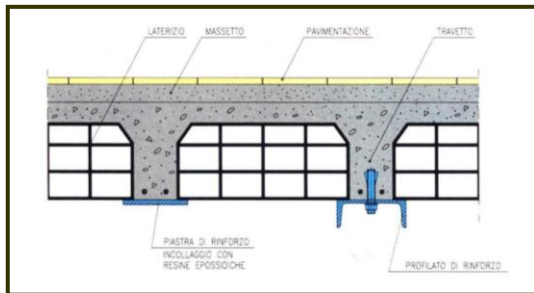 LATERIZIO
MASSETTO
PAVIMENTAZIONE
TRAVETTO
PIASTRA DI RINFORZO
INCOLLAGGIO CON
RESINE EPOSSIDICHE
PROFILATO DI RINFORZO